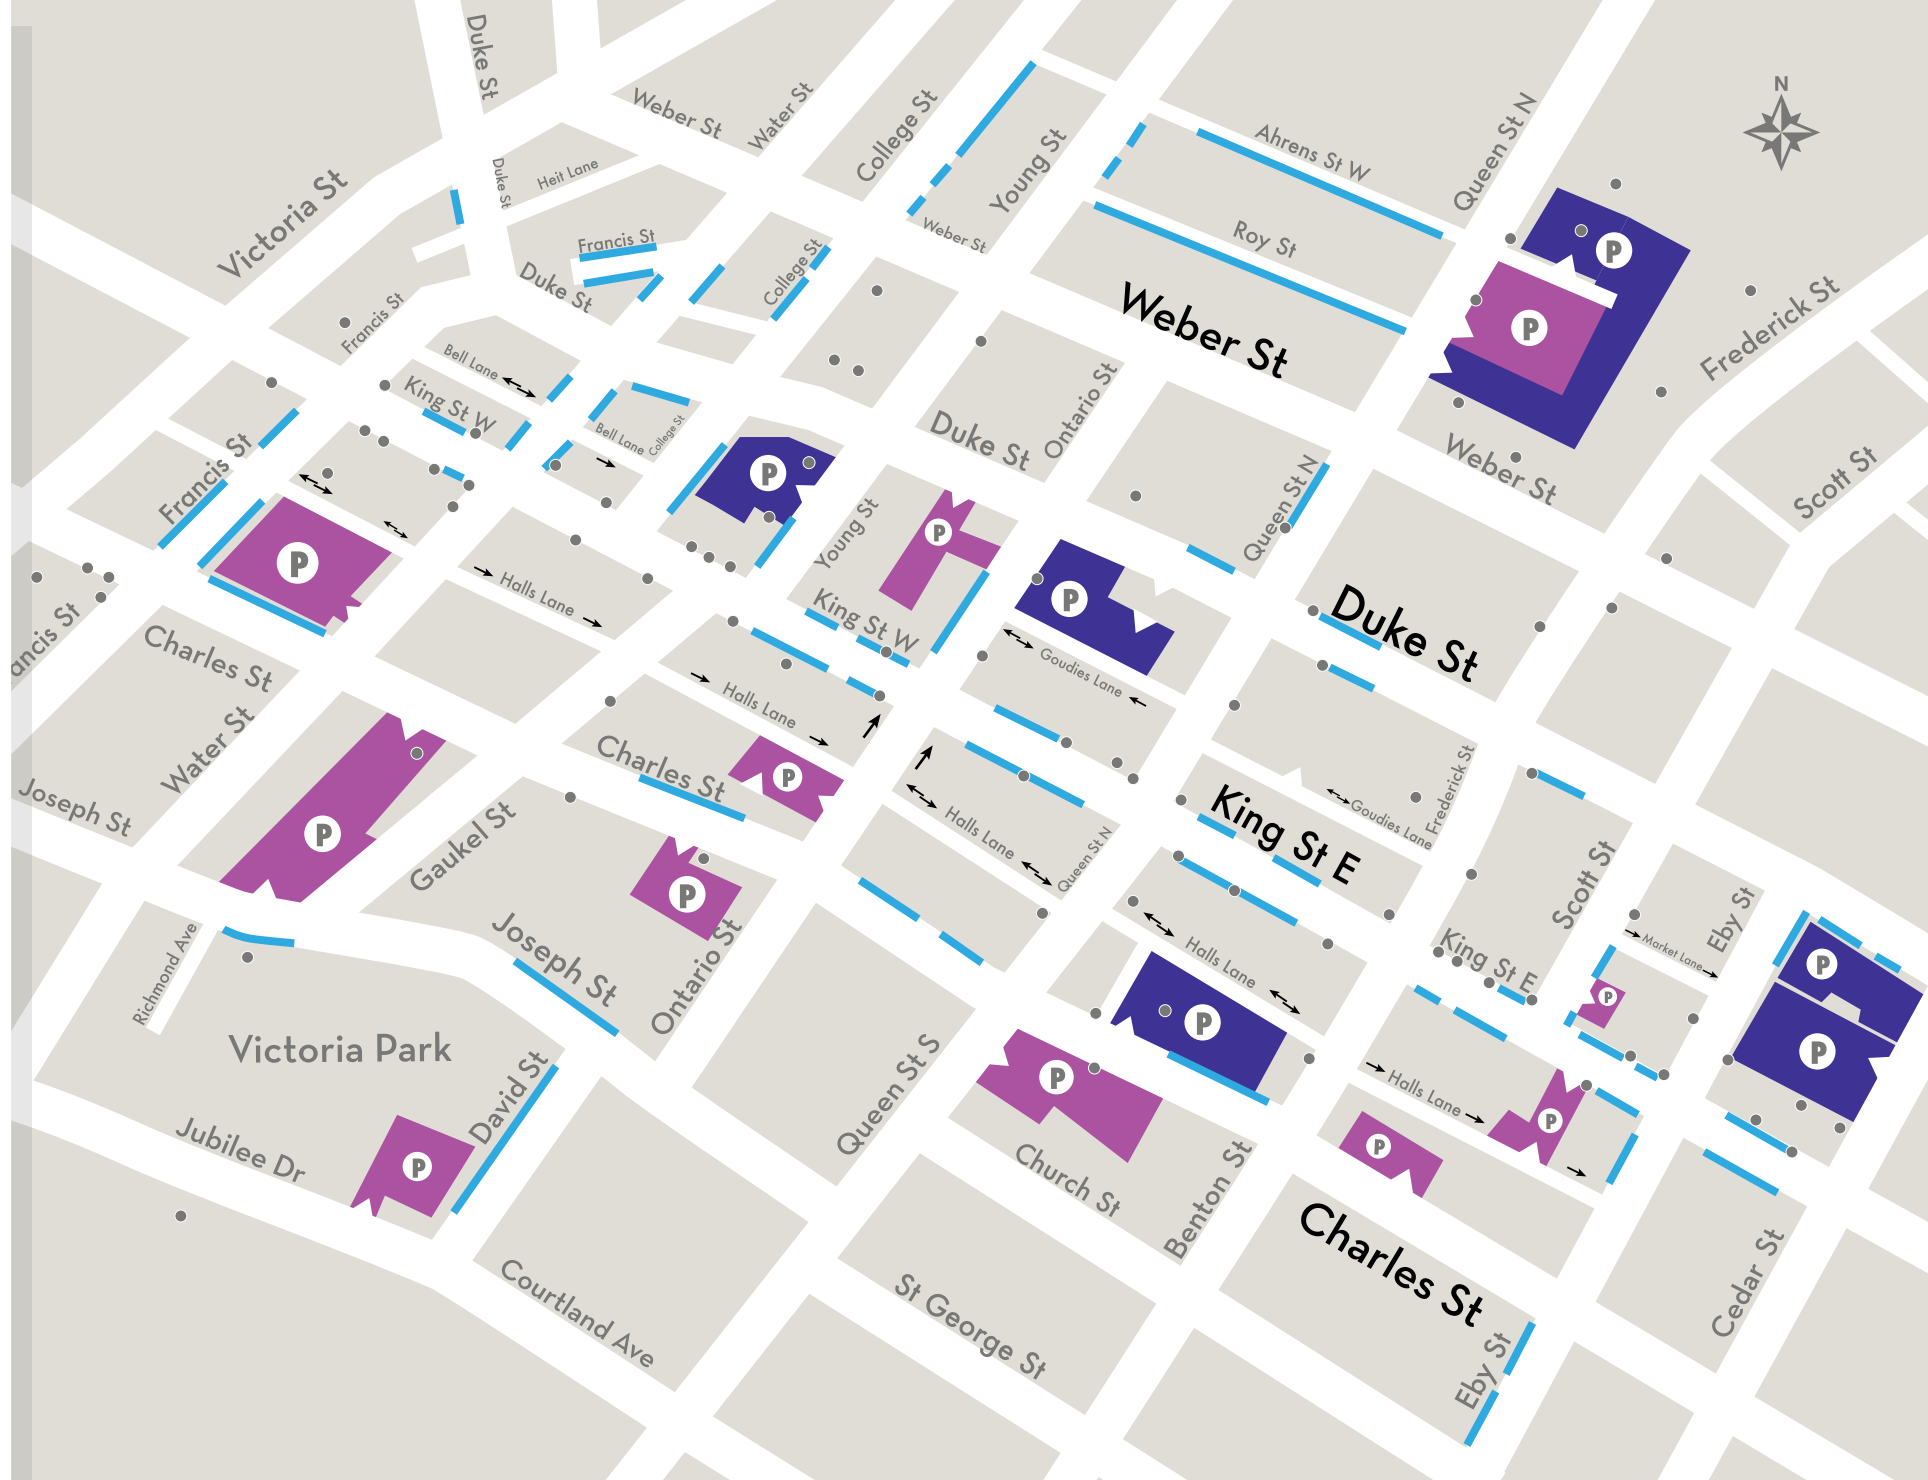 Duke St
N
Weber St
Water St
College St
Young St
Ahrens St W
Queen St N
Victoria St
Duke St
Heit Lane
Francis St
Duke St
College St
Weber St
Roy St
P
Frederick St
Francis St
Weber St
P
Bell Lane
King St W
Bell Lane
College St
Duke St
Ontario St
Weber St
Scott St
Francis St
P
Young St
P
Queen St N
P
Halls Lane
King St W
P
Goudies Lane
Duke St
ancis St
Charles St
Halls Lane
Water St
Charles St
P
King St E
Goudies Lane
Frederick St
Joseph St
P
Gaukel St
Halls Lane
Queen St N
Scott St
P
Joseph St
Ontario St
Halls Lane
King St E
Eby St
Market Lane
P
Richmond Ave
P
P
P
Victoria Park
David St
Queen St S
P
Halls Lane
P
Jubilee Dr
P
Church St
Benton St
P
Charles St
Cedar St
Courtland Ave
St George St
Eby St